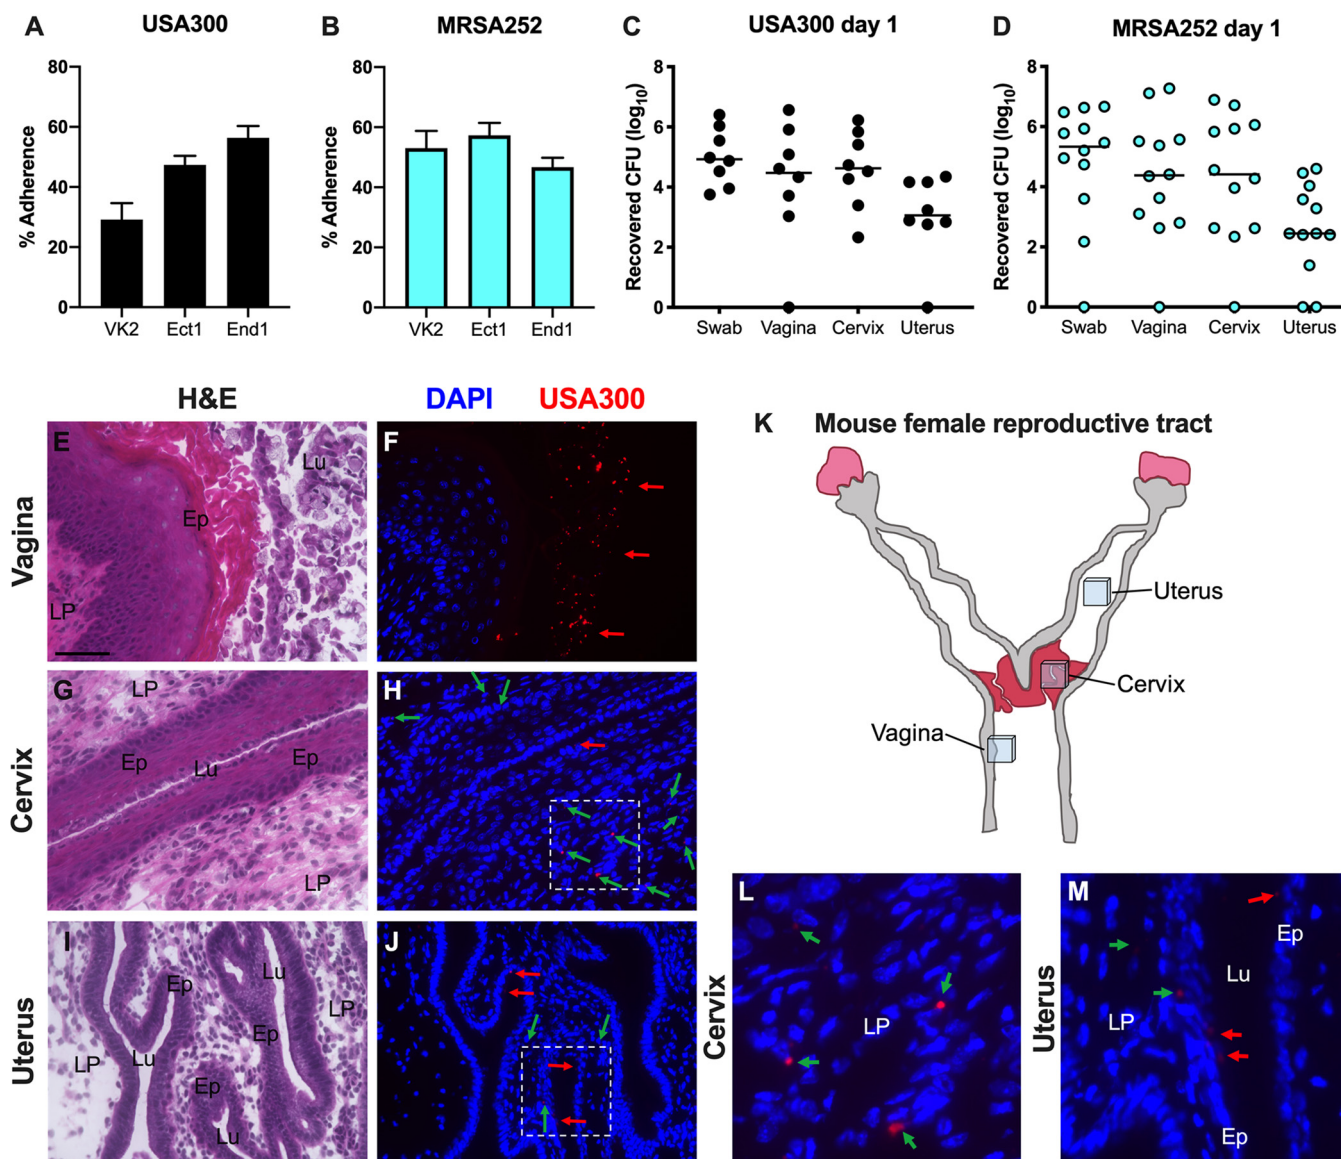 A
USA300
% Adherence
80
60
40
20
0
VK2 Ect1 End1
B
MRSA252
% Adherence
80
60
40
20
0
VK2 Ect1 End1
C
USA300 day 1
Recovered CFU (log10)
8
6
4
2
0
Swab Vagina Cervix Uterus
D
MRSA252 day 1
Recovered CFU (log10)
8
6
4
2
0
Swab Vagina Cervix Uterus
H&E
DAPI
USA300
Vagina
E
Lu
Ep
LP
F
Cervix
G
LP
Ep
Lu
Ep
LP
H
Uterus
I
Lu
Ep
LP
Ep
LP
Lu
Ep
Lu
J
K
Mouse female reproductive tract
Uterus
Cervix
Vagina
Cervix
L
LP
Uterus
M
Ep
Lu
LP
Ep